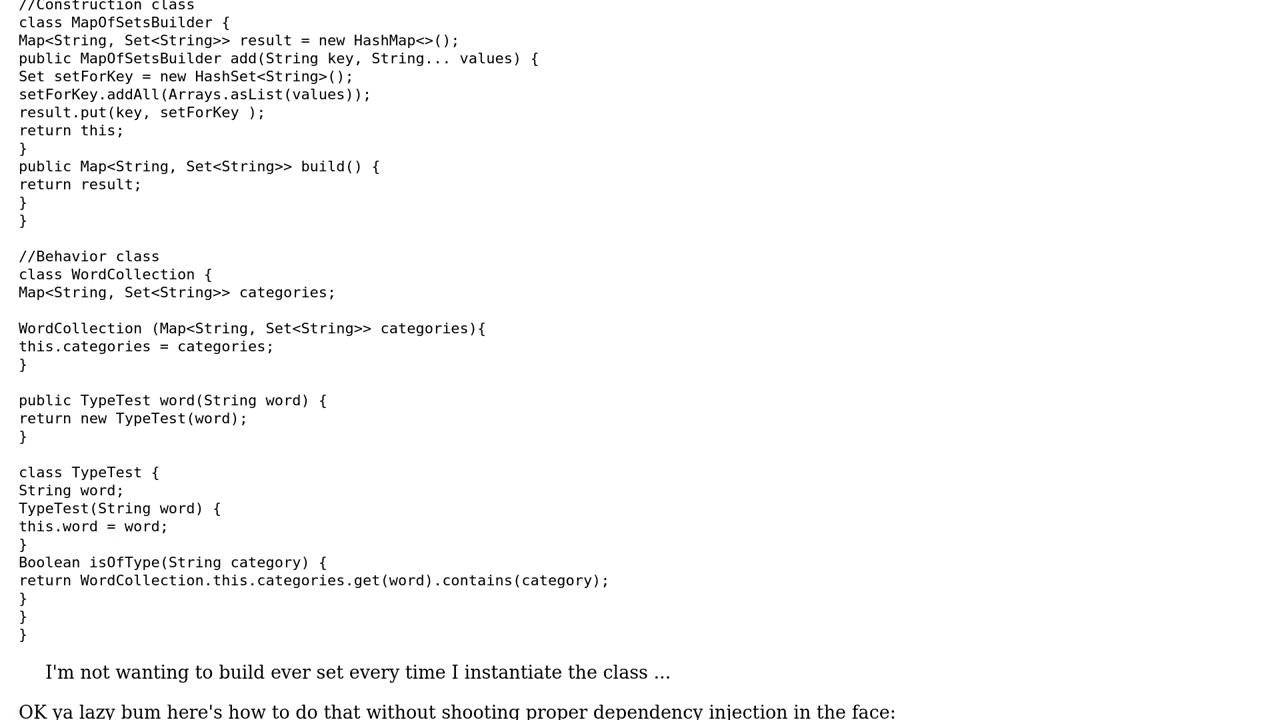 //Construction class
class MapOfSetsBuilder {
Map<String, Set<String>> result = new HashMap<>();
public MapOfSetsBuilder add(String key, String... values) {
Set setForKey = new HashSet<String>();
setForKey.addAll(Arrays.asList(values));
result.put(key, setForKey );
return this;
}
public Map<String, Set<String>> build() {
return result;
}
}

//Behavior class
class WordCollection {
Map<String, Set<String>> categories;

WordCollection (Map<String, Set<String>> categories){
this.categories = categories;
}

public TypeTest word(String word) {
return new TypeTest(word);
}

class TypeTest {
String word;
TypeTest(String word) {
this.word = word;
}
Boolean isOfType(String category) {
return WordCollection.this.categories.get(word).contains(category);
}
}
}

I'm not wanting to build ever set every time I instantiate the class ...

OK ya lazy bum here's how to do that without shooting proper dependency injection in the face: